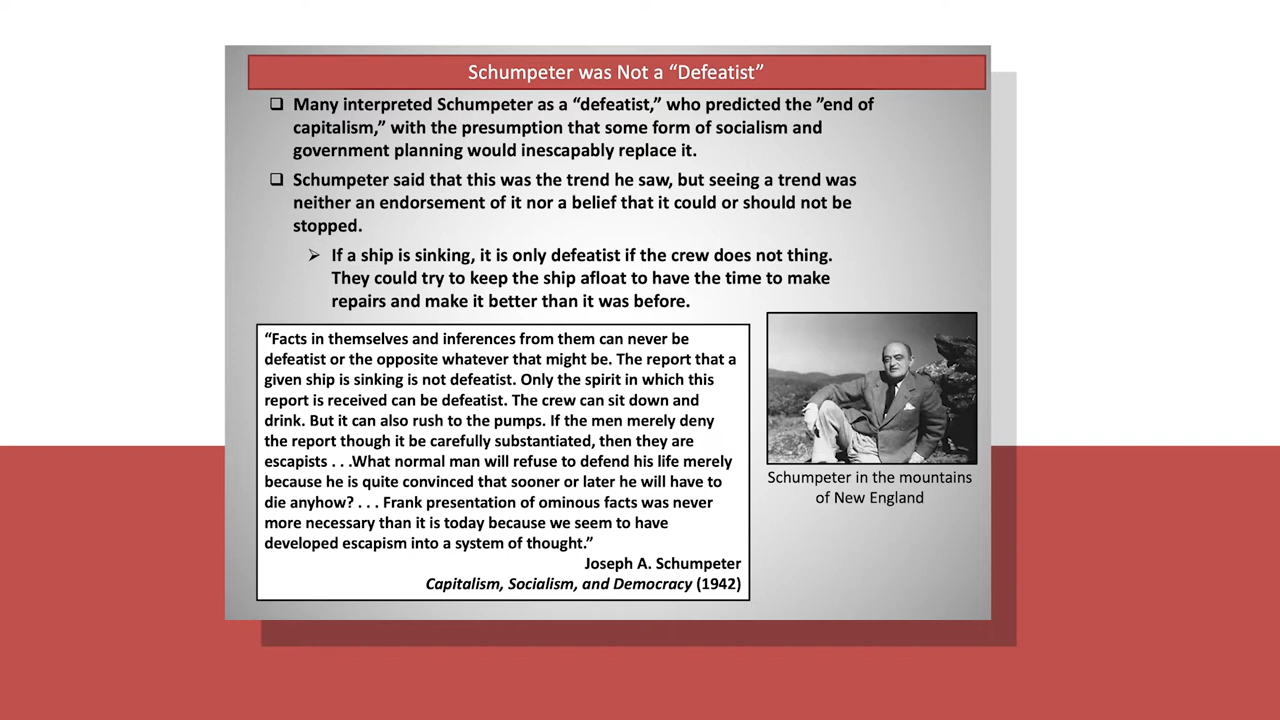 Schumpeter was Not a “Defeatist”
❑ Many interpreted Schumpeter as a “defeatist,” who predicted the ”end of
capitalism,” with the presumption that some form of socialism and
government planning would inescapably replace it.
❑ Schumpeter said that this was the trend he saw, but seeing a trend was
neither an endorsement of it nor a belief that it could or should not be
stopped.
➢ If a ship is sinking, it is only defeatist if the crew does not thing.
They could try to keep the ship afloat to have the time to make
repairs and make it better than it was before.
“Facts in themselves and inferences from them can never be
defeatist or the opposite whatever that might be. The report that a
given ship is sinking is not defeatist. Only the spirit in which this
report is received can be defeatist. The crew can sit down and
drink. But it can also rush to the pumps. If the men merely deny
the report though it be carefully substantiated, then they are
escapists . . .What normal man will refuse to defend his life merely
because he is quite convinced that sooner or later he will have to
die anyhow? . . . Frank presentation of ominous facts was never
more necessary than it is today because we seem to have
developed escapism into a system of thought.”
Joseph A. Schumpeter
Capitalism, Socialism, and Democracy (1942)
Schumpeter in the mountains
of New England